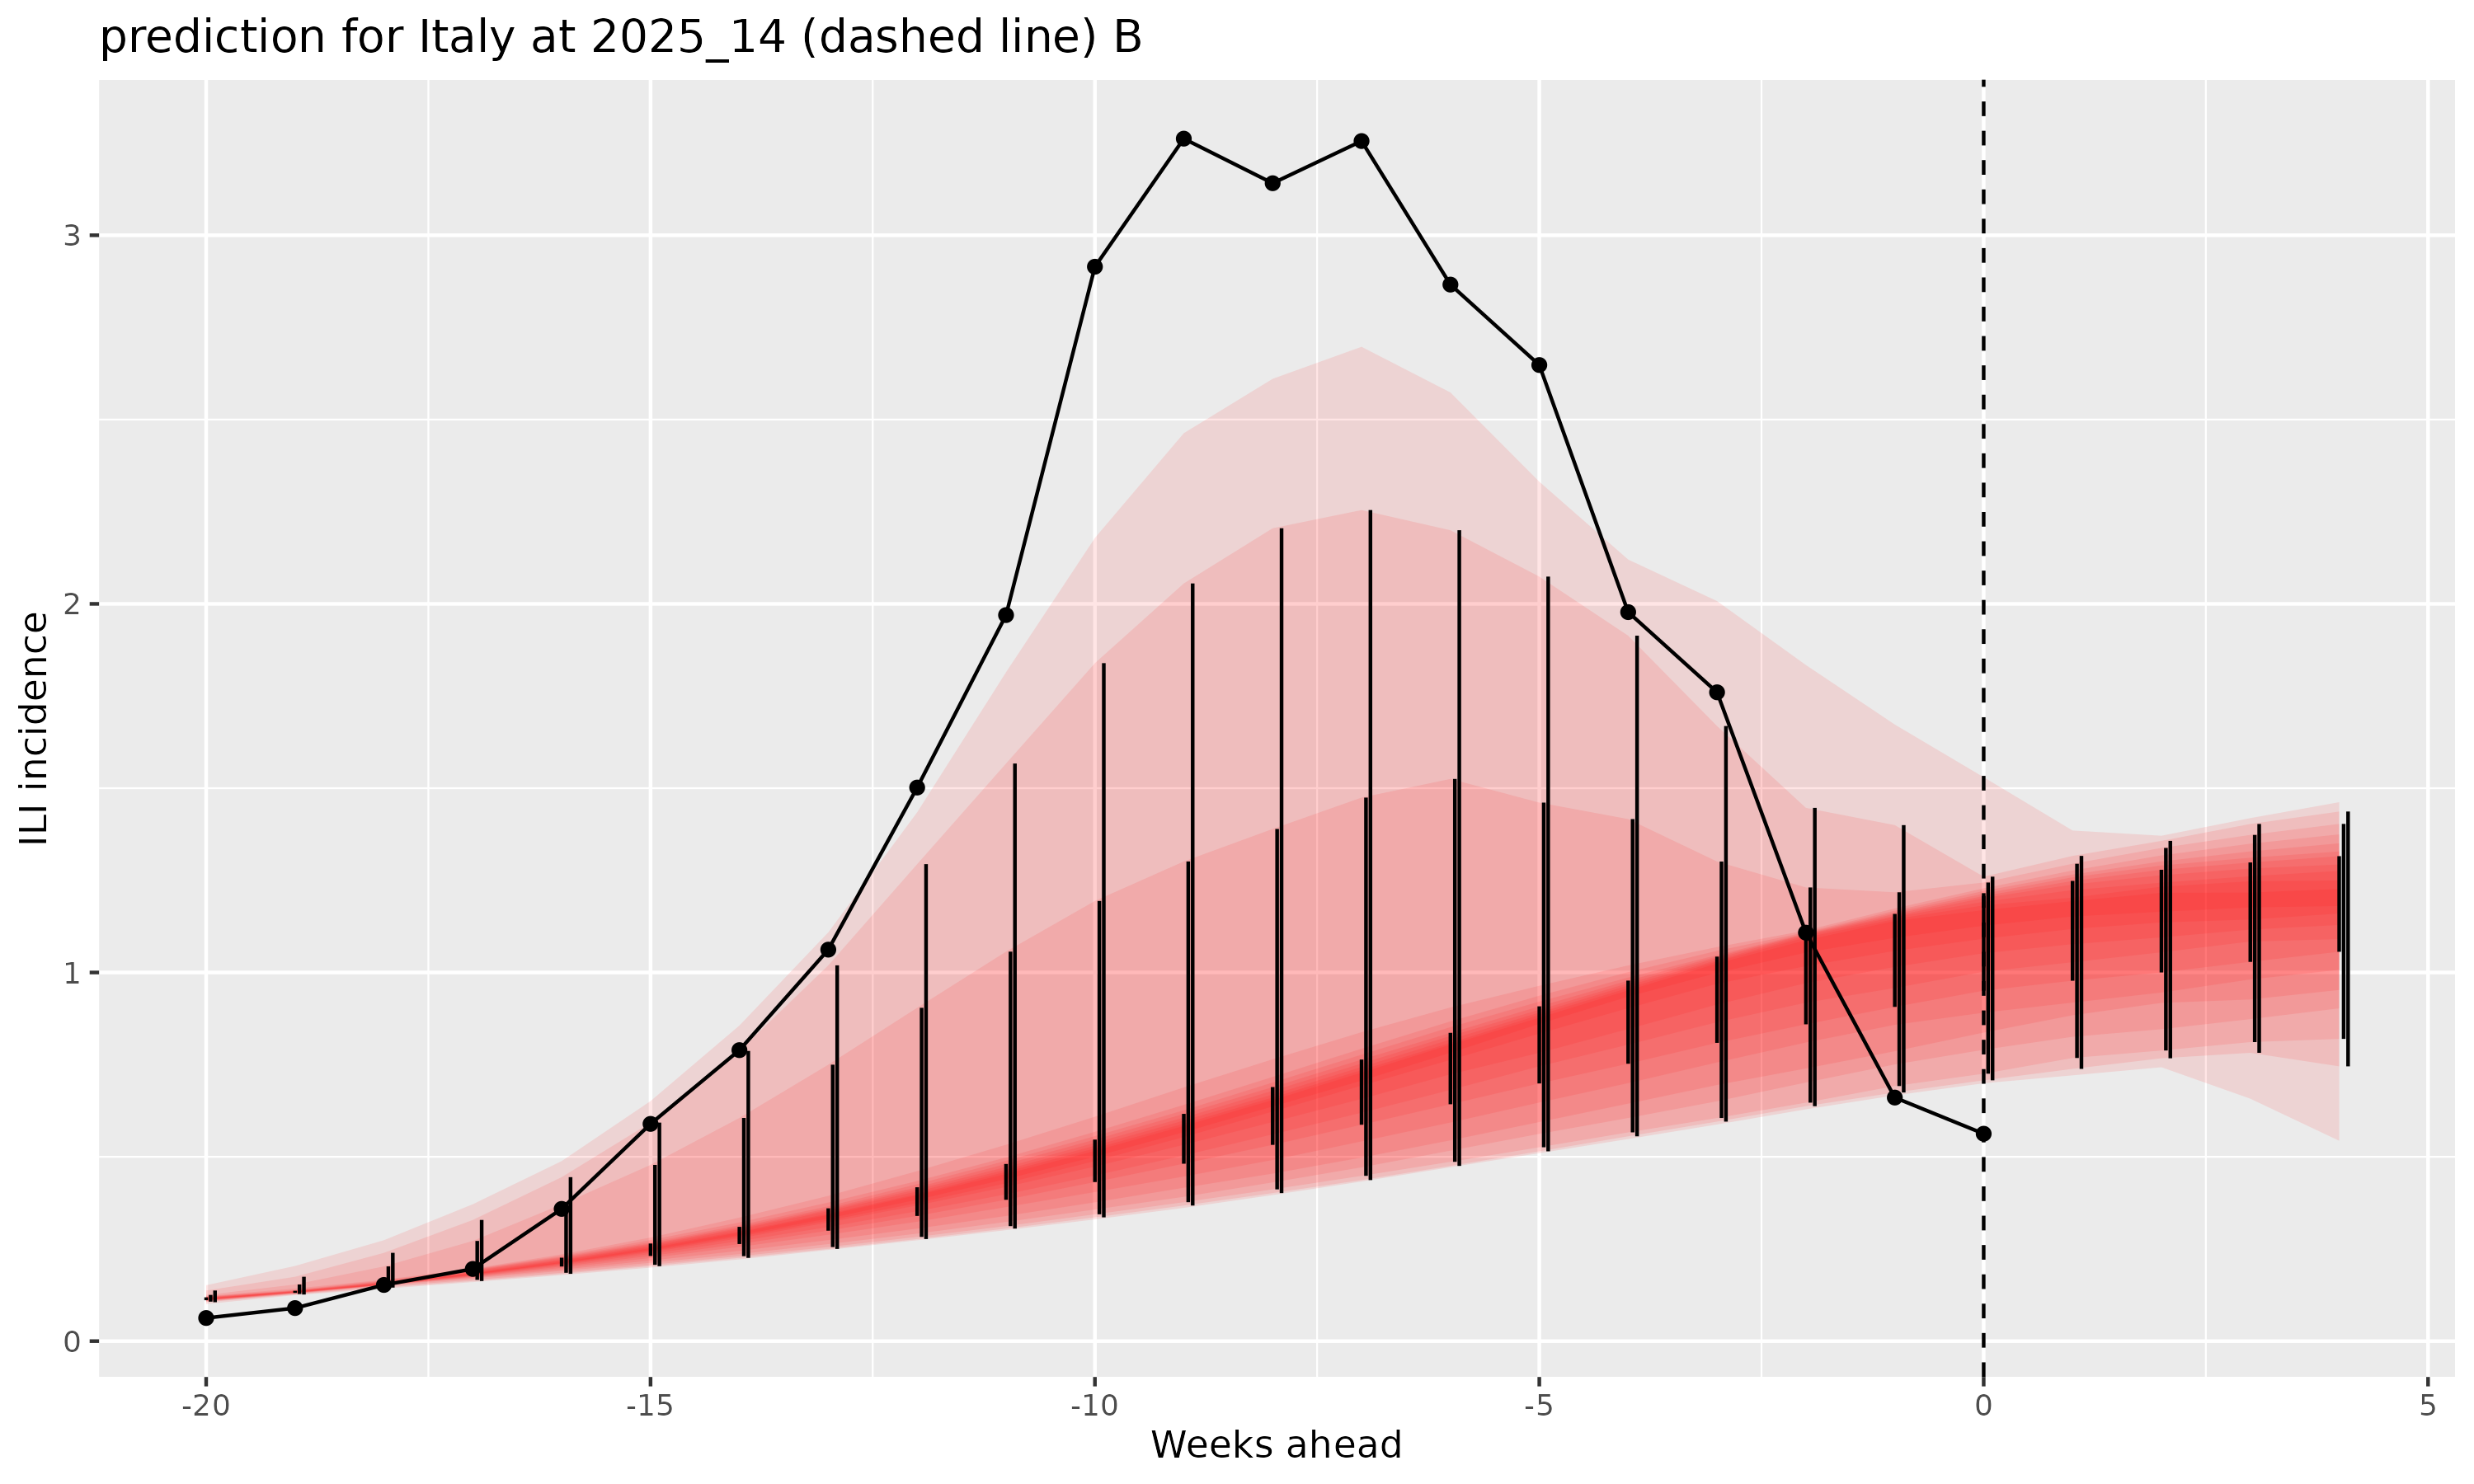 prediction for Italy at 2025_14 (dashed line) B
ILI incidence
3
2
1
0
-20 -15 -10 -5 0 5
Weeks ahead